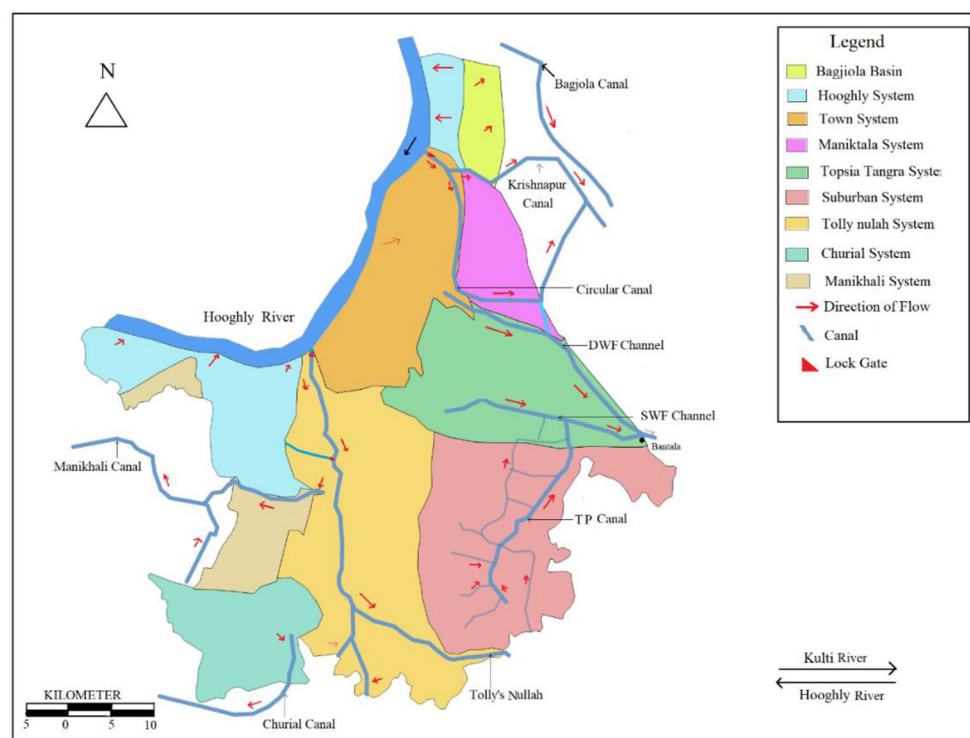 N
Bagjola Canal
Krishnapur
Canal
Circular Canal
Hooghly River
DWF Channel
SWF Channel
Bantala
Manikhali Canal
TP Canal
Tolly's Nullah
Churial Canal
KILOMETER
5 0 5 10
Legend
Bagjiola Basin
Hooghly System
Town System
Maniktala System
Topsia Tangra Syste
Suburban System
Tolly nulah System
Churial System
Manikhali System
Direction of Flow
Canal
Lock Gate
Kulti River
Hooghly River